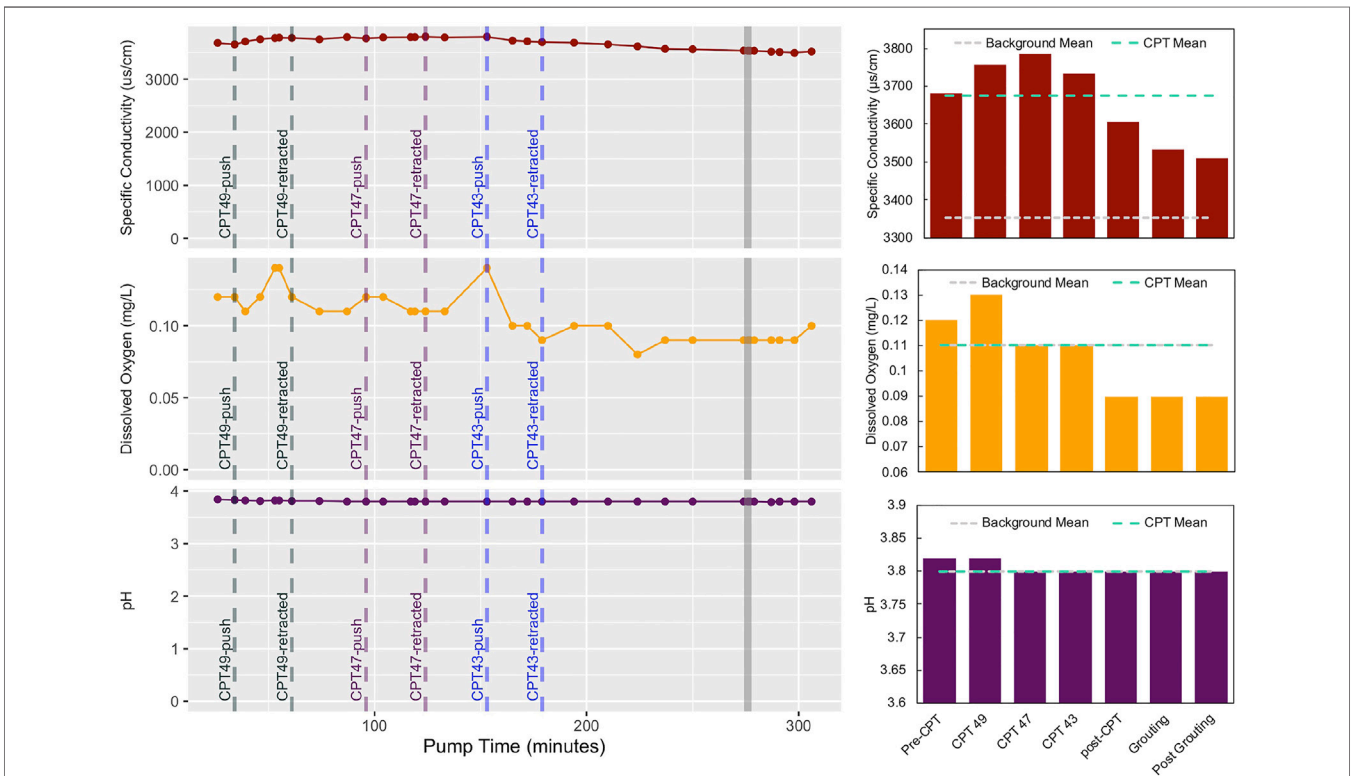 Specific Conductivity (us/cm)
3000
2000
1000
0
CPT49-push
CPT49-retracted
CPT47-push
CPT47-retracted
CPT43-push
CPT43-retracted
Dissolved Oxygen (mg/L)
0.10
0.05
0.00
CPT49-push
CPT49-retracted
CPT47-push
CPT47-retracted
CPT43-push
CPT43-retracted
pH
4
3
2
1
0
CPT49-push
CPT49-retracted
CPT47-push
CPT47-retracted
CPT43-push
CPT43-retracted
100
200
300
Pump Time (minutes)
Specific Conductivity (µs/cm)
3800
3700
3600
3500
3400
3300
Background Mean
CPT Mean
Dissolved Oxygen (mg/L)
0.14
0.13
0.12
0.11
0.1
0.09
0.08
0.07
0.06
Background Mean
CPT Mean
pH
3.9
3.85
3.8
3.75
3.7
3.65
3.6
Background Mean
CPT Mean
Pre-CPT
CPT 49
CPT 47
CPT 43
post-CPT
Grouting
Post Grouting